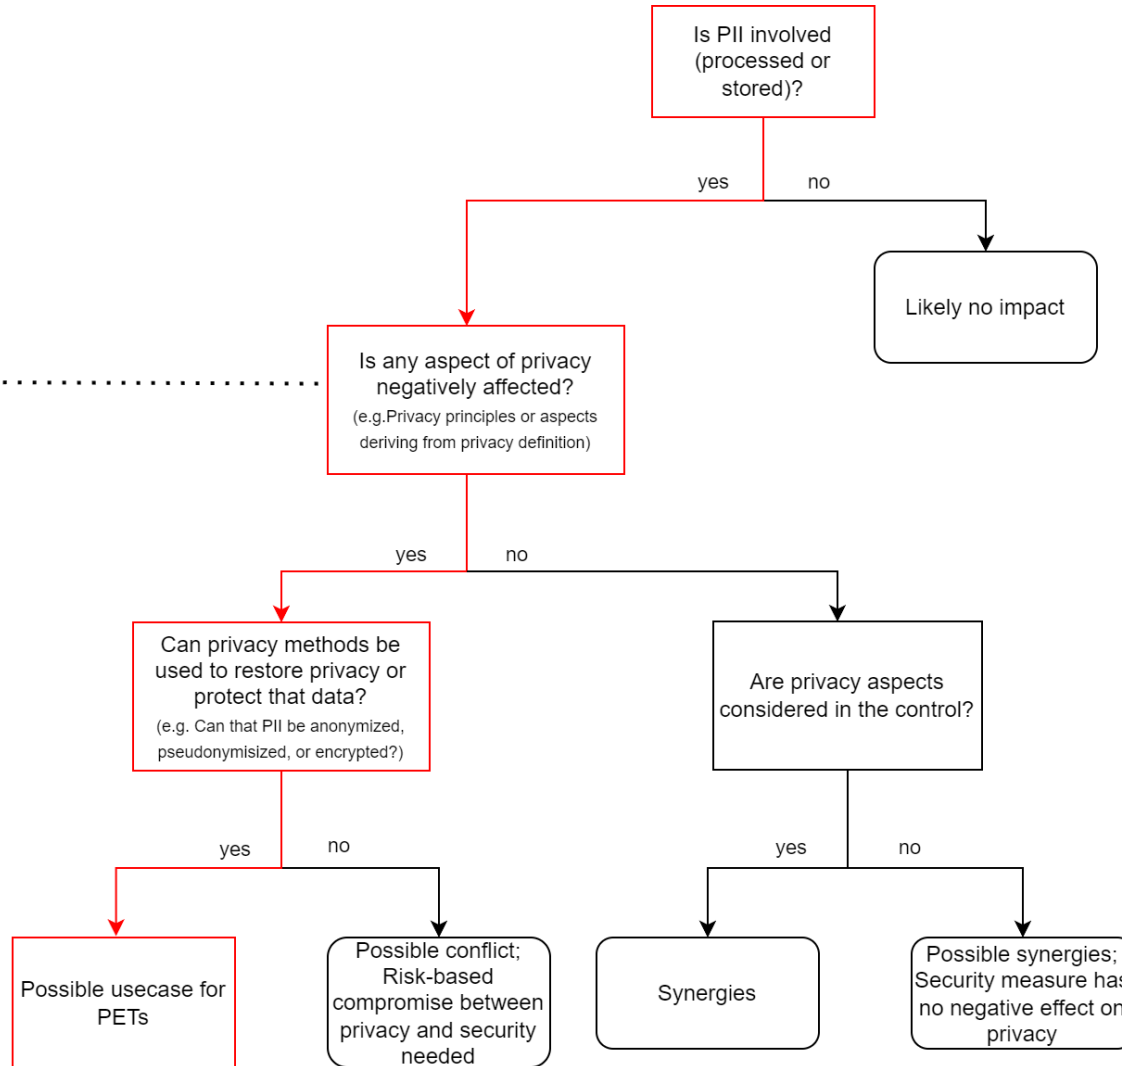 Is PII involved
(processed or
stored)?
yes
no
Likely no impact
Is any aspect of privacy
negatively affected?
(e.g.Privacy principles or aspects
deriving from privacy definition)
yes
no
Can privacy methods be
used to restore privacy or
protect that data?
(e.g. Can that PII be anonymized,
pseudonymisized, or encrypted?)
Are privacy aspects
considered in the control?
yes
no
yes
no
Possible usecase for
PETs
Possible conflict;
Risk-based
compromise between
privacy and security
needed
Synergies
Possible synergies;
Security measure has
no negative effect on
privacy